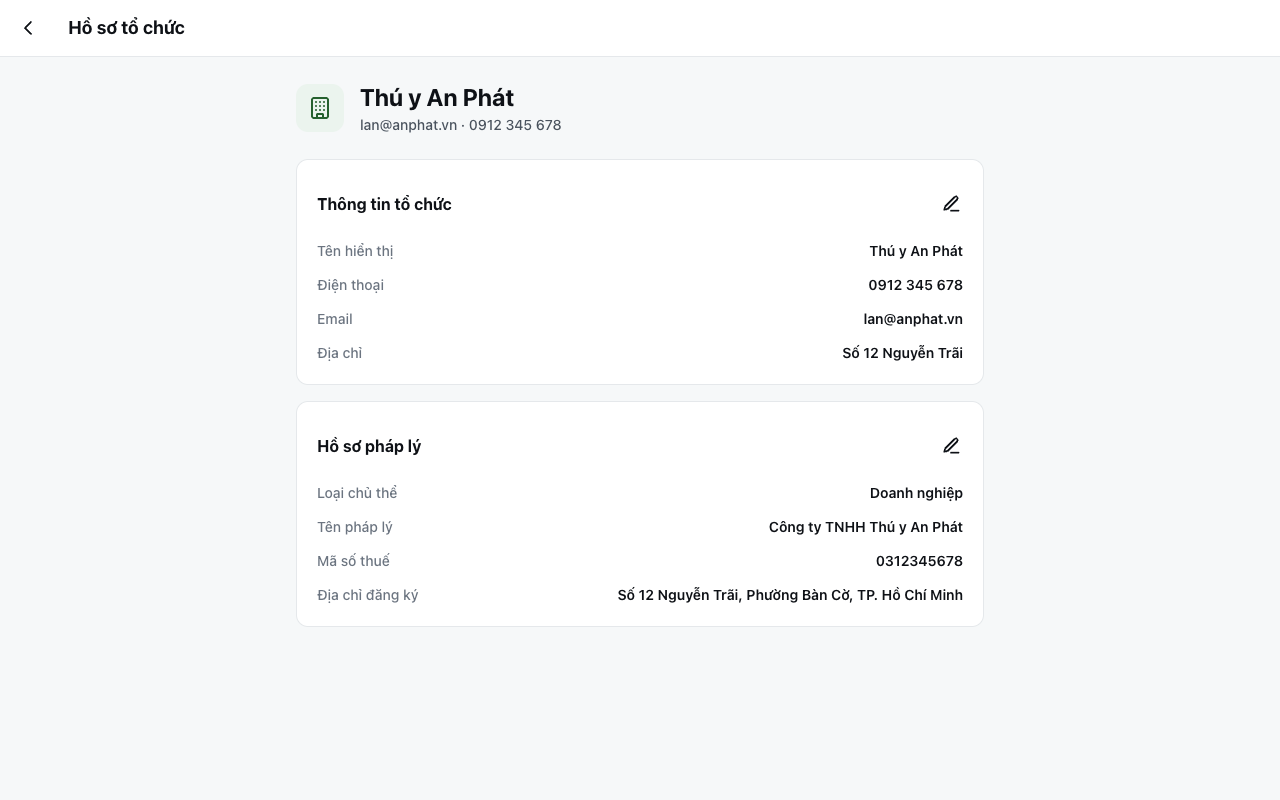 Hồ sơ tổ chức
Thú y An Phát
lan@anphat.vn · 0912 345 678
Thông tin tổ chức
Tên hiển thị Thú y An Phát
Điện thoại 0912 345 678
Email lan@anphat.vn
Địa chỉ Số 12 Nguyễn Trãi
Hồ sơ pháp lý
Loại chủ thể Doanh nghiệp
Tên pháp lý Công ty TNHH Thú y An Phát
Mã số thuế 0312345678
Địa chỉ đăng ký Số 12 Nguyễn Trãi, Phường Bàn Cờ, TP. Hồ Chí Minh